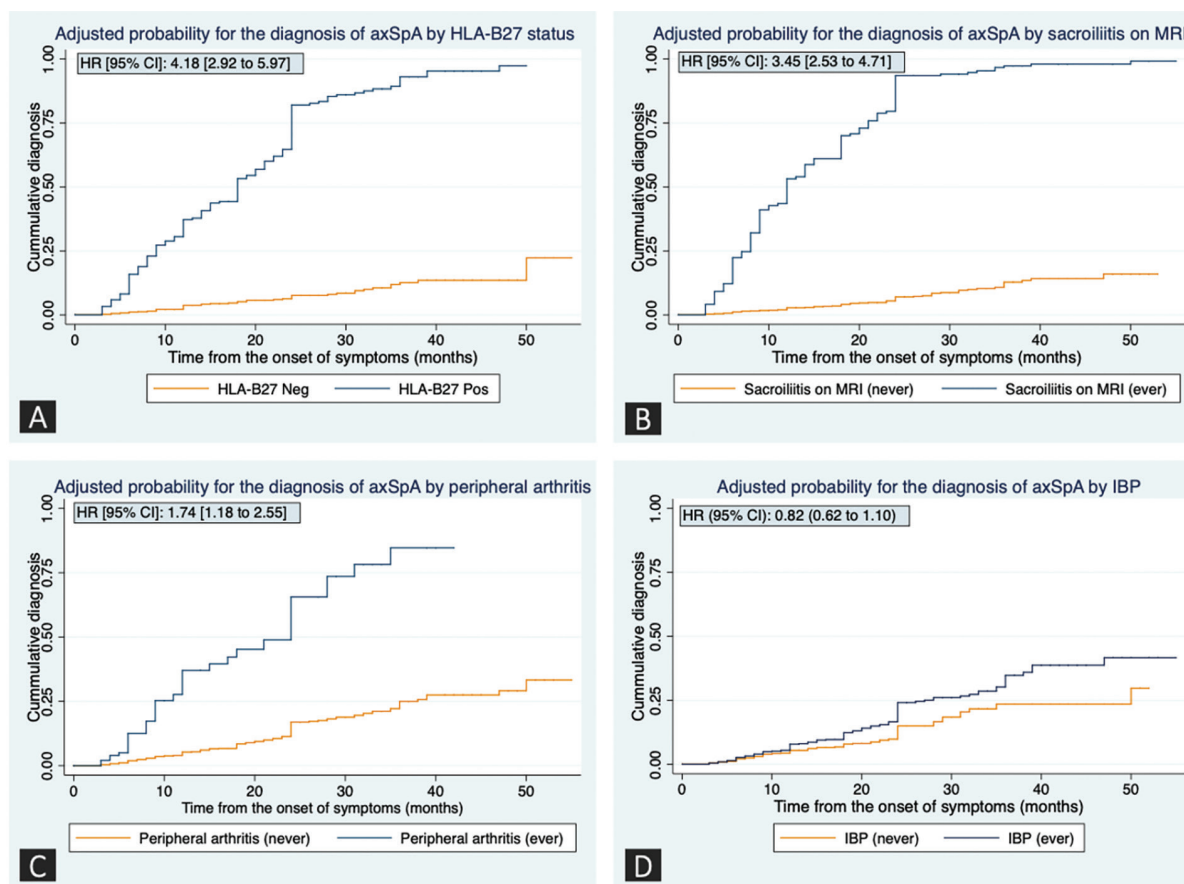 Adjusted probability for the diagnosis of axSpA by HLA-B27 status
HR [95% CI]: 4.18 [2.92 to 5.97]
Cummulative diagnosis
1.00
0.75
0.50
0.25
0.00
0 10 20 30 40 50
Time from the onset of symptoms (months)
HLA-B27 Neg HLA-B27 Pos
A
Adjusted probability for the diagnosis of axSpA by sacroiliitis on MRI
HR [95% CI]: 3.45 [2.53 to 4.71]
Cummulative diagnosis
1.00
0.75
0.50
0.25
0.00
0 10 20 30 40 50
Time from the onset of symptoms (months)
Sacroiliitis on MRI (never) Sacroiliitis on MRI (ever)
B
Adjusted probability for the diagnosis of axSpA by peripheral arthritis
HR [95% CI]: 1.74 [1.18 to 2.55]
Cummulative diagnosis
1.00
0.75
0.50
0.25
0.00
0 10 20 30 40 50
Time from the onset of symptoms (months)
Peripheral arthritis (never) Peripheral arthritis (ever)
C
Adjusted probability for the diagnosis of axSpA by IBP
HR (95% CI): 0.82 (0.62 to 1.10)
Cummulative diagnosis
1.00
0.75
0.50
0.25
0.00
0 10 20 30 40 50
Time from the onset of symptoms (months)
IBP (never) IBP (ever)
D